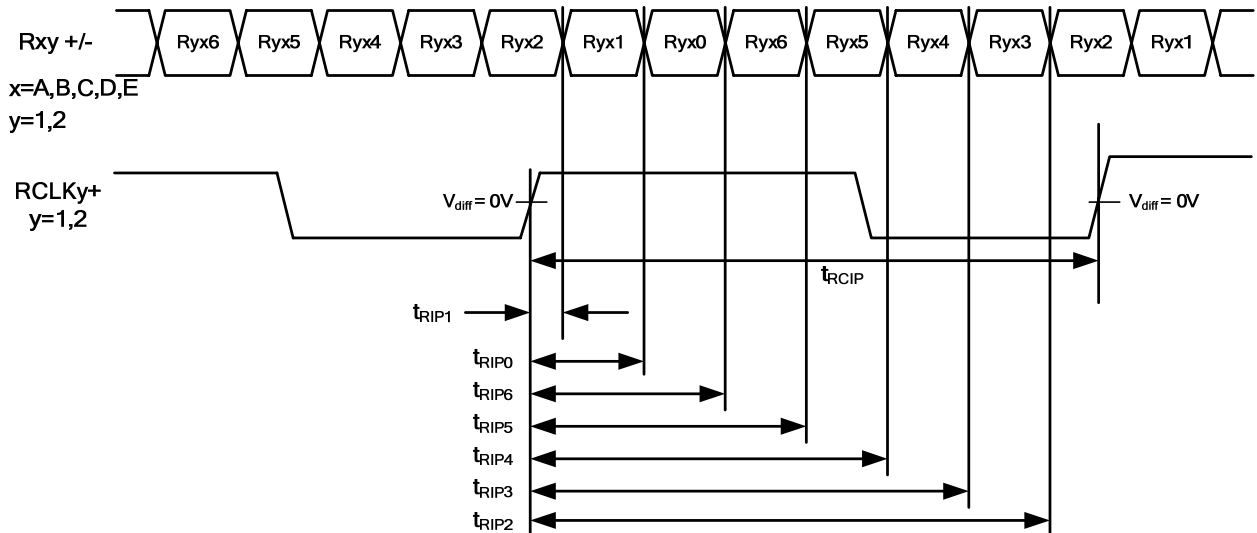 Rxy +/- Ryx6 Ryx5 Ryx4 Ryx3 Ryx2 Ryx1 Ryx0 Ryx6 Ryx5 Ryx4 Ryx3 Ryx2 Ryx1
x=A,B,C,D,E
y=1,2
RCLKy+
y=1,2
Vdiff = 0V
Vdiff = 0V
tRCIP
tRIP1
tRIP0
tRIP6
tRIP5
tRIP4
tRIP3
tRIP2